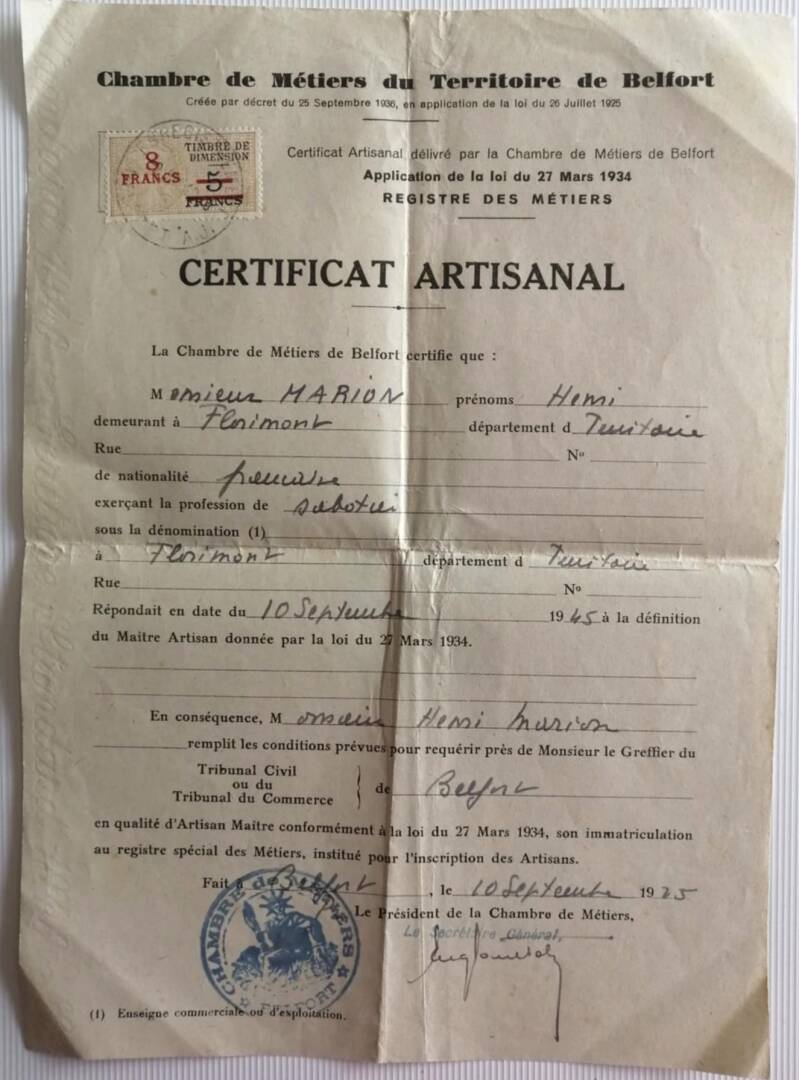 Chambre de Métiers du Territoire de Belfort
Créée par décret du 25 Septembre 1936, en application de la loi du 26 Juillet 1925
8 FRANCS
TIMBRE DE DIMENSION
5 FRANCS
Certificat Artisanal délivré par la Chambre de Métiers de Belfort
Application de la loi du 27 Mars 1934
REGISTRE DES MÉTIERS
CERTIFICAT ARTISANAL
La Chambre de Métiers de Belfort certifie que :
Monsieur MARION prénoms Henri
demeurant à Florimont département d Territoire
Rue No
de nationalité française
exerçant la profession de sabotier
sous la dénomination (1)
à Florimont département d Territoire
Rue No
Répondait en date du 10 Septembre 1945 à la définition
du Maitre Artisan donnée par la loi du 27 Mars 1934.
En conséquence, Monsieur Henri Marion
remplit les conditions prévues pour requérir près de Monsieur le Greffier du
Tribunal Civil
ou du
Tribunal du Commerce
de Belfort
en qualité d'Artisan Maitre conformément à la loi du 27 Mars 1934, son immatriculation
au registre spécial des Métiers, institué pour l'inscription des Artisans.
Fait à Belfort, le 10 Septembre 1945
Le Président de la Chambre de Métiers,
Le Secrétaire Général,
CHAMBRE de MÉTIERS
BELFORT
(1) Enseigne commerciale ou d'exploitation.